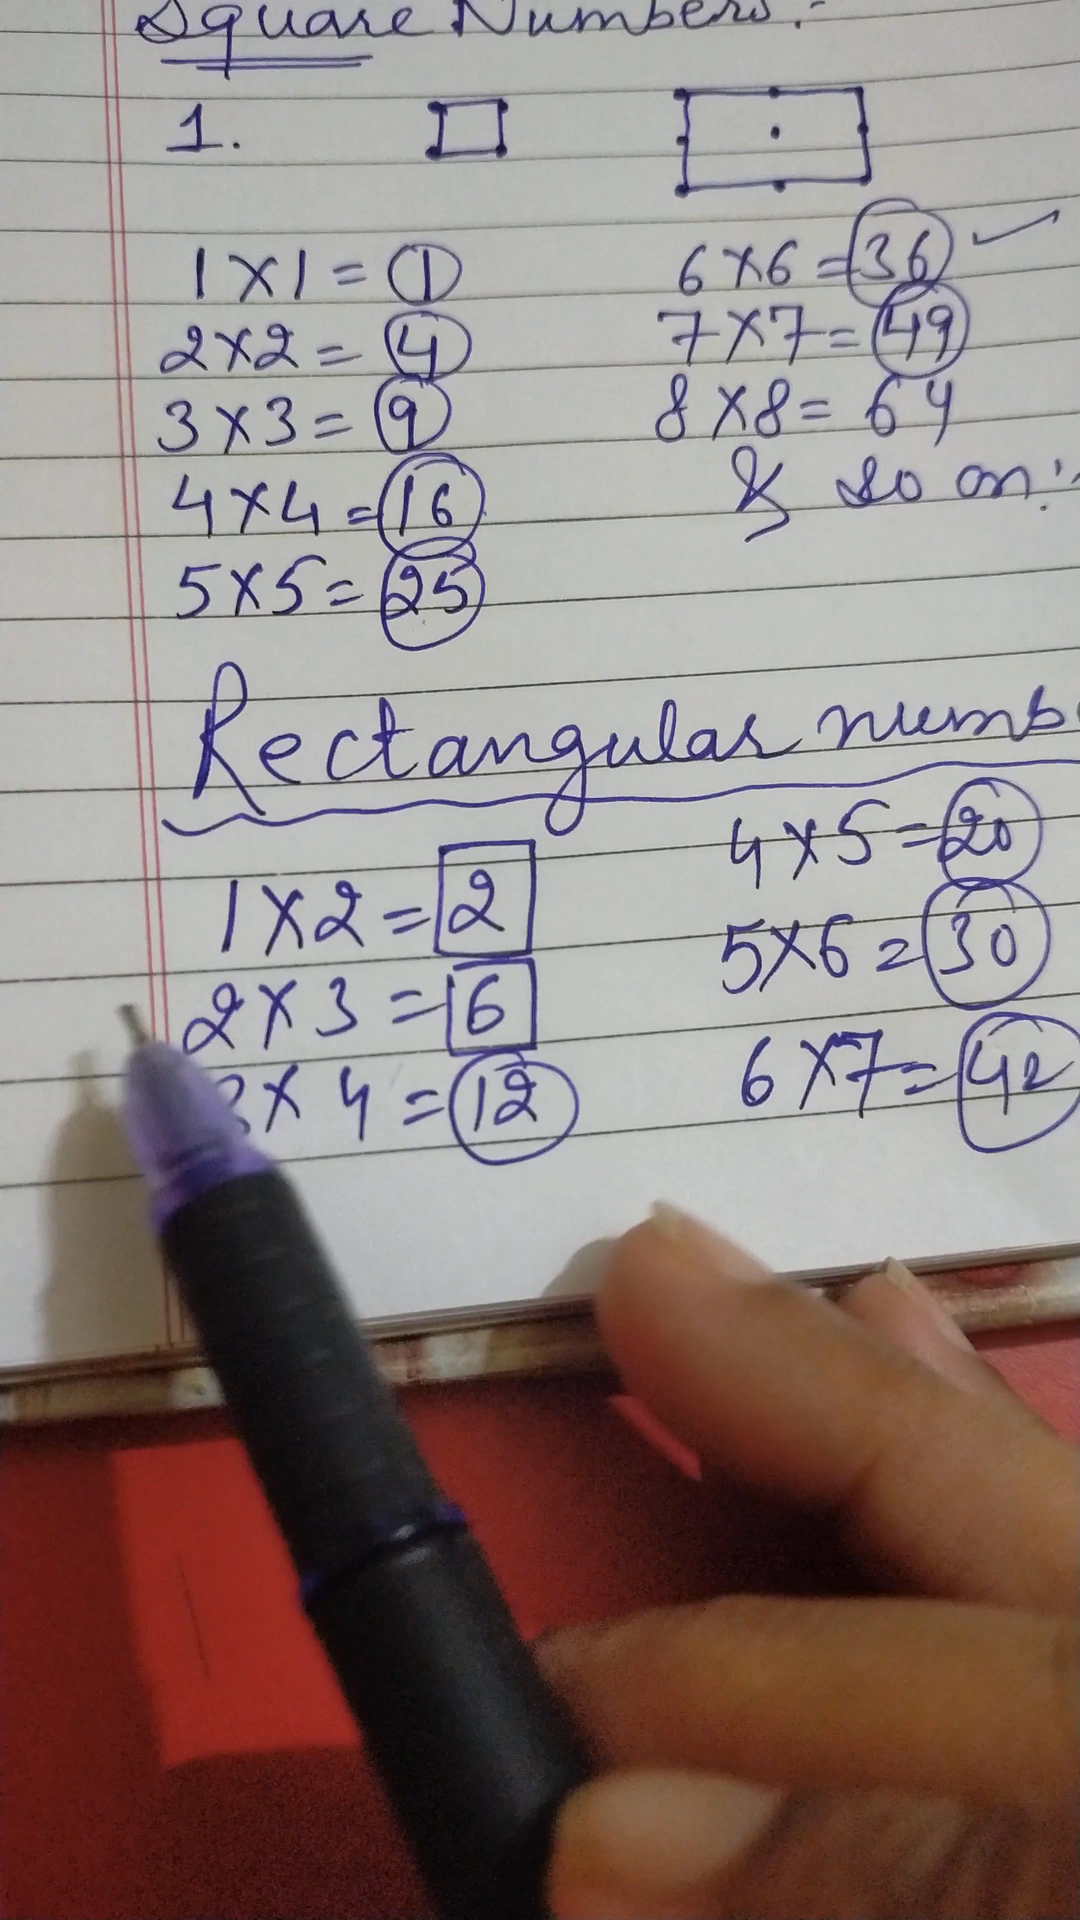 Square Numbers :-
1.
1 X 1 = 1
2 X 2 = 4
3 X 3 = 9
4 X 4 = 16
5 X 5 = 25
6 X 6 = 36 ✓
7 X 7 = 49
8 X 8 = 64
& so on :-
Rectangular numb
1 X 2 = 2
2 X 3 = 6
3 X 4 = 12
4 X 5 = 20
5 X 6 = 30
6 X 7 = 42